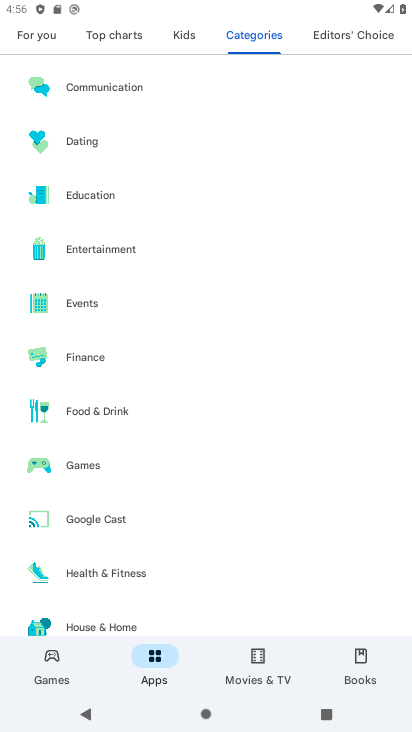 4:56
For you Top charts Kids Categories Editors' Choice
Communication
Dating
Education
Entertainment
Events
Finance
Food & Drink
Games
Google Cast
Health & Fitness
House & Home
Games Apps Movies & TV Books